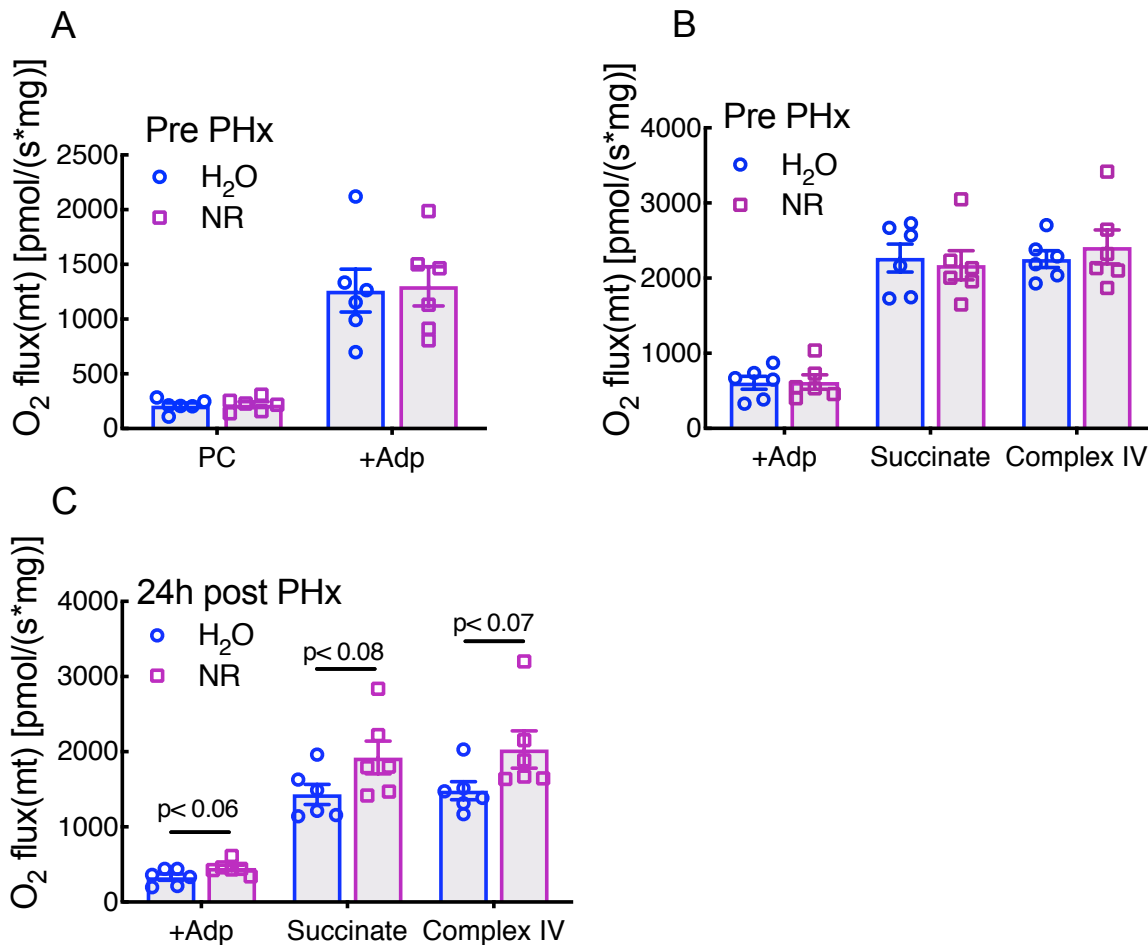 A
O2 flux(mt) [pmol/(s*mg)]
Pre PHx
H2O
NR
2500
2000
1500
1000
500
0
PC +Adp
B
O2 flux(mt) [pmol/(s*mg)]
Pre PHx
H2O
NR
4000
3000
2000
1000
0
+Adp Succinate Complex IV
C
O2 flux(mt) [pmol/(s*mg)]
24h post PHx
H2O
NR
4000
3000
2000
1000
0
p< 0.06
p< 0.08
p< 0.07
+Adp Succinate Complex IV